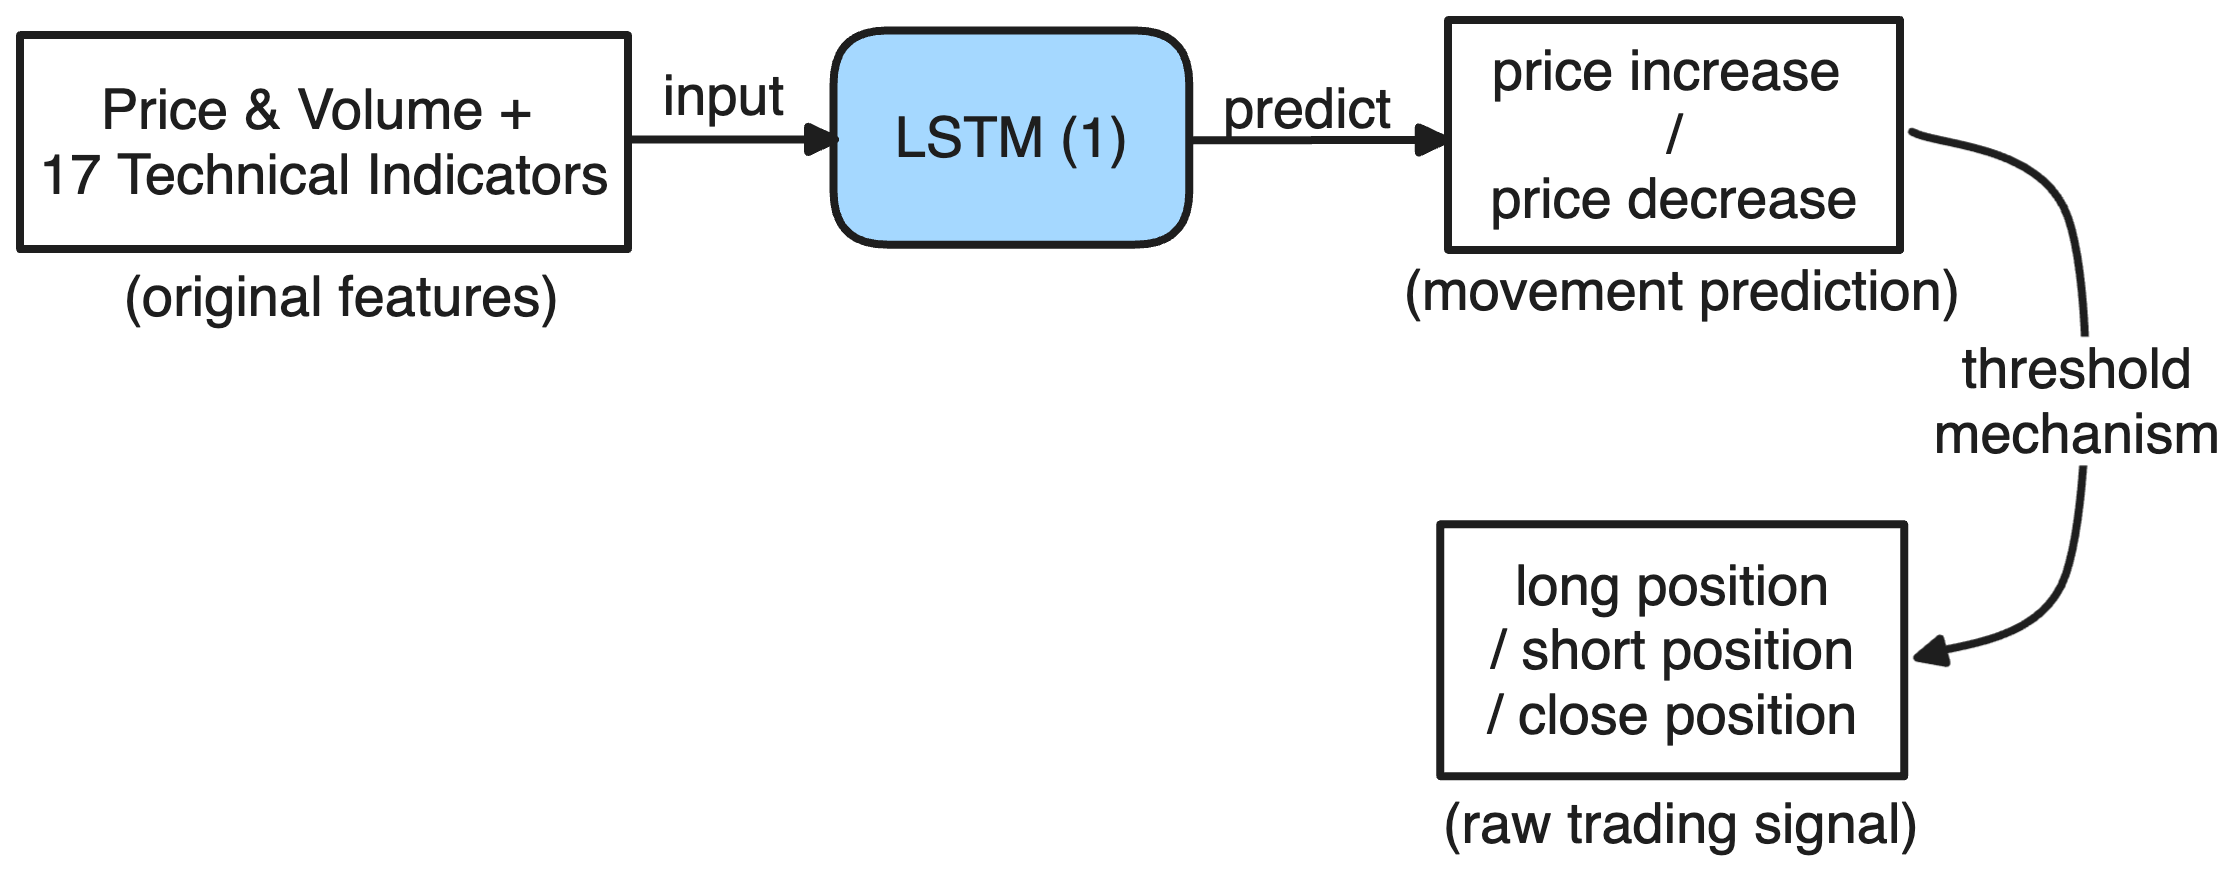 Price & Volume +
17 Technical Indicators
(original features)
input
LSTM (1)
predict
price increase
/
price decrease
(movement prediction)
threshold
mechanism
long position
/ short position
/ close position
(raw trading signal)